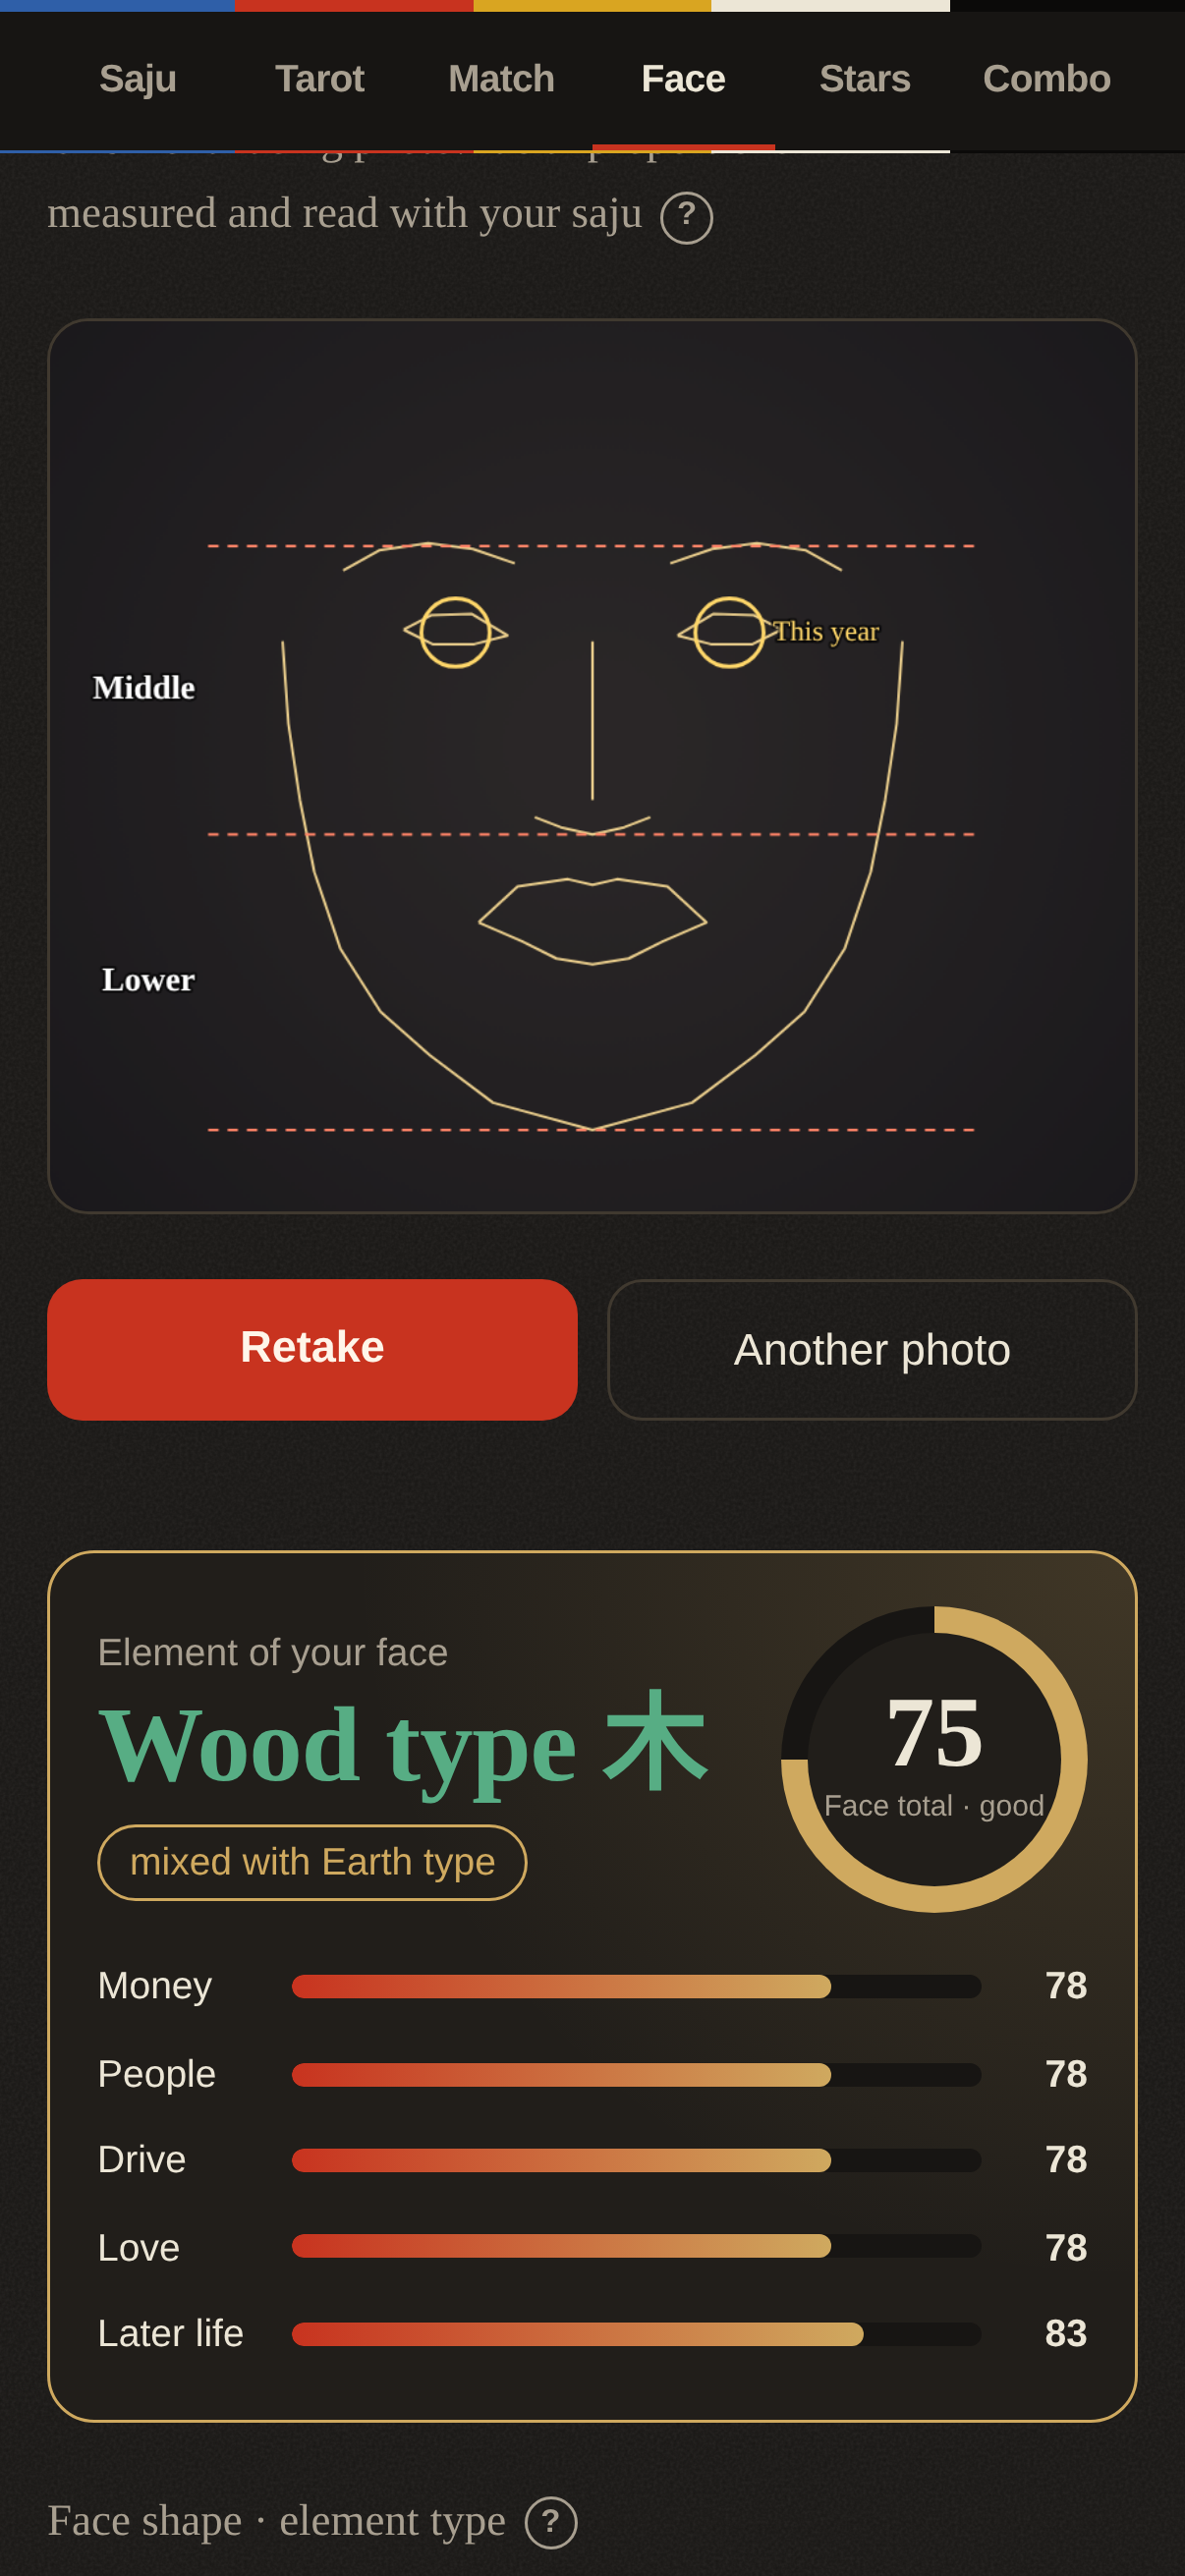 Saju Tarot Match Face Stars Combo
measured and read with your saju ?
This year
Middle
Lower
Retake
Another photo
Element of your face
Wood type 木
mixed with Earth type
75
Face total · good
Money 78
People 78
Drive 78
Love 78
Later life 83
Face shape · element type ?